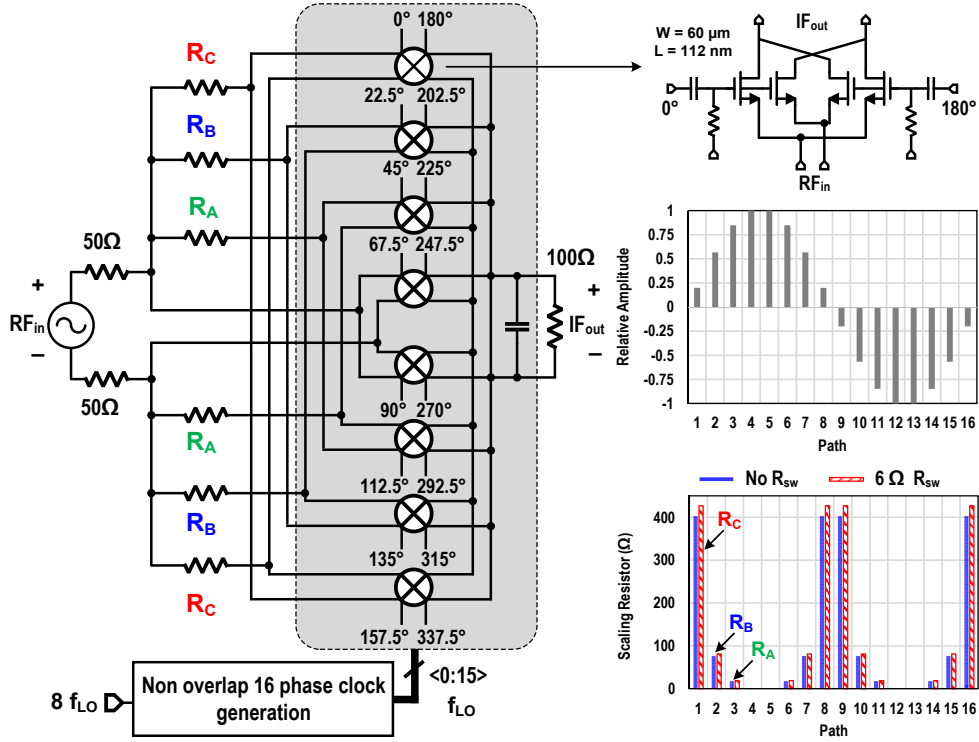 0° 180°
R_C
22.5° 202.5°
R_B
45° 225°
R_A
67.5° 247.5°
50Ω
100Ω
+
RF_in
−
+
IF_out
−
50Ω
90° 270°
R_A
112.5° 292.5°
R_B
135° 315°
R_C
157.5° 337.5°
<0:15>
f_LO
8 f_LO
Non overlap 16 phase clock
generation
W = 60 µm
L = 112 nm
IF_out
0°
180°
RF_in
Relative Amplitude
1
0.75
0.5
0.25
0
-0.25
-0.5
-0.75
-1
1 2 3 4 5 6 7 8 9 10 11 12 13 14 15 16
Path
No R_sw
6 Ω R_sw
Scaling Resistor (Ω)
400
300
200
100
0
R_C
R_B
R_A
1 2 3 4 5 6 7 8 9 10 11 12 13 14 15 16
Path